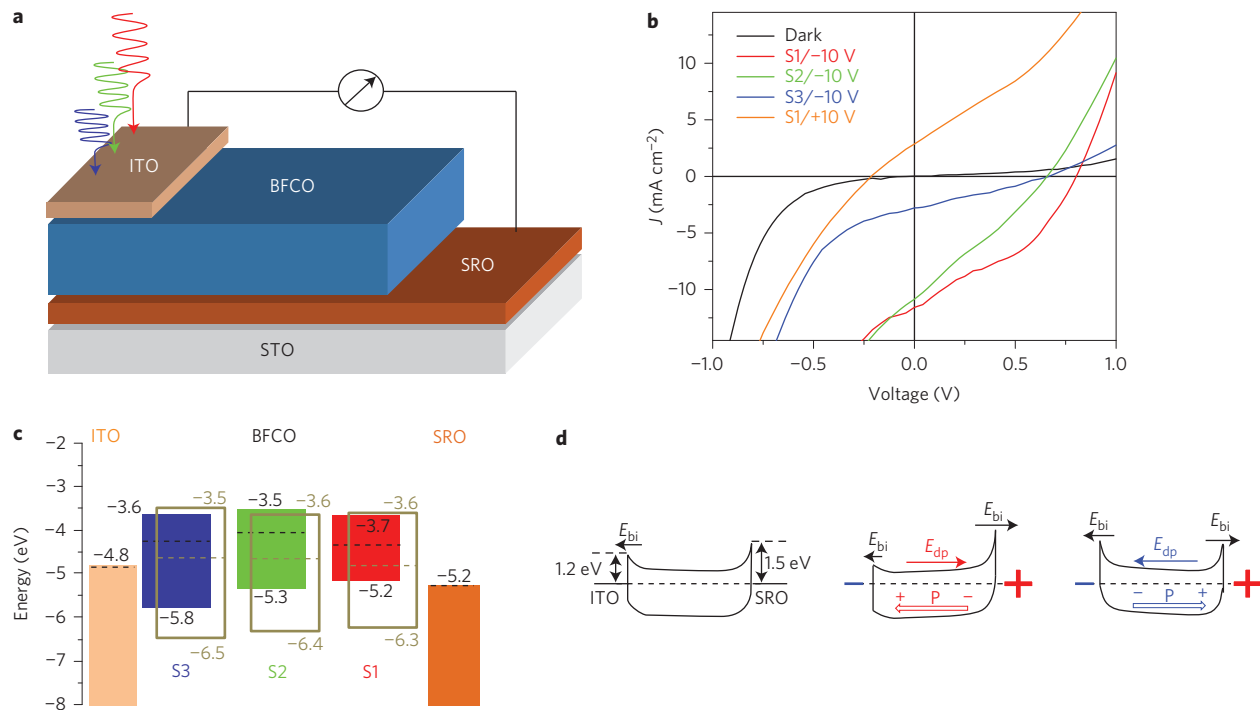 a
ITO
BFCO
SRO
STO
b
Dark
S1/−10 V
S2/−10 V
S3/−10 V
S1/+10 V
10
5
0
−5
−10
J (mA cm−2)
−1.0
−0.5
0.0
0.5
1.0
Voltage (V)
c
ITO
BFCO
SRO
−2
−3
−4
−5
−6
−7
−8
Energy (eV)
−4.8
−3.6
−3.5
−5.8
−6.5
S3
−3.5
−3.6
−5.3
−6.4
S2
−3.6
−3.7
−5.2
−6.3
S1
−5.2
d
Ebi
1.2 eV
1.5 eV
ITO
SRO
Ebi
Ebi
Edp
−
+
+ P −
Ebi
Ebi
Edp
−
+
− P +